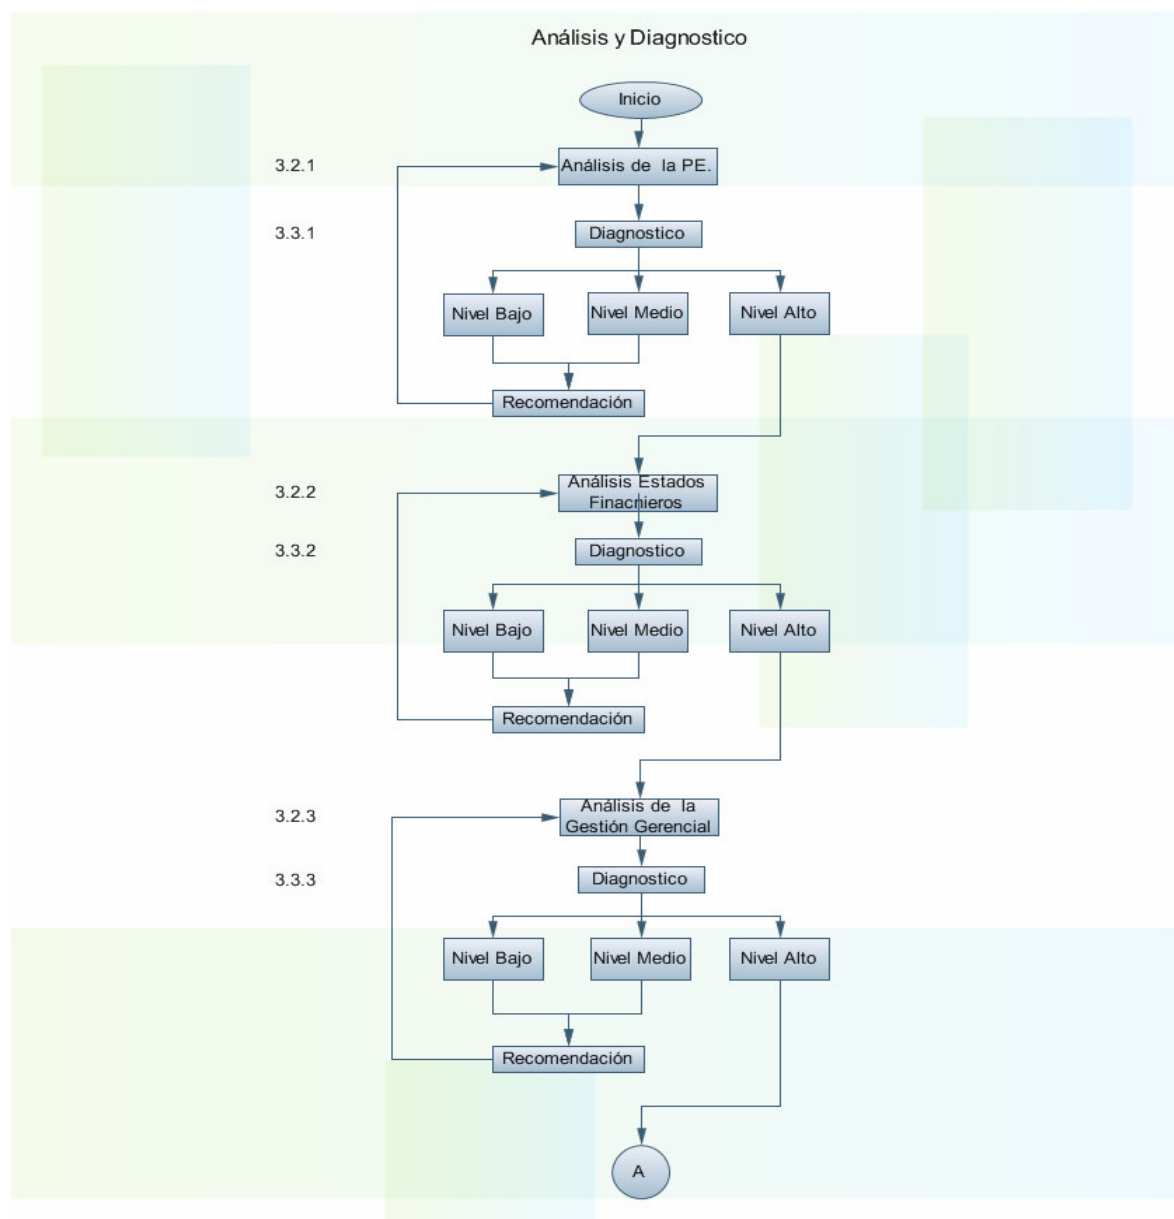 Análisis y Diagnostico
Inicio
3.2.1
Análisis de la PE.
3.3.1
Diagnostico
Nivel Bajo
Nivel Medio
Nivel Alto
Recomendación
3.2.2
Análisis Estados
Finacnieros
3.3.2
Diagnostico
Nivel Bajo
Nivel Medio
Nivel Alto
Recomendación
3.2.3
Análisis de la
Gestión Gerencial
3.3.3
Diagnostico
Nivel Bajo
Nivel Medio
Nivel Alto
Recomendación
A